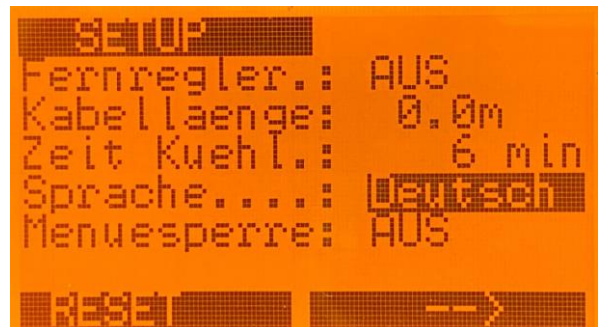 SETUP
Fernregler.: AUS
Kabellaenge: 0.0m
Zeit Kuehl.: 6 min
Sprache....: Deutsch
Menuesperre: AUS
RESET -->